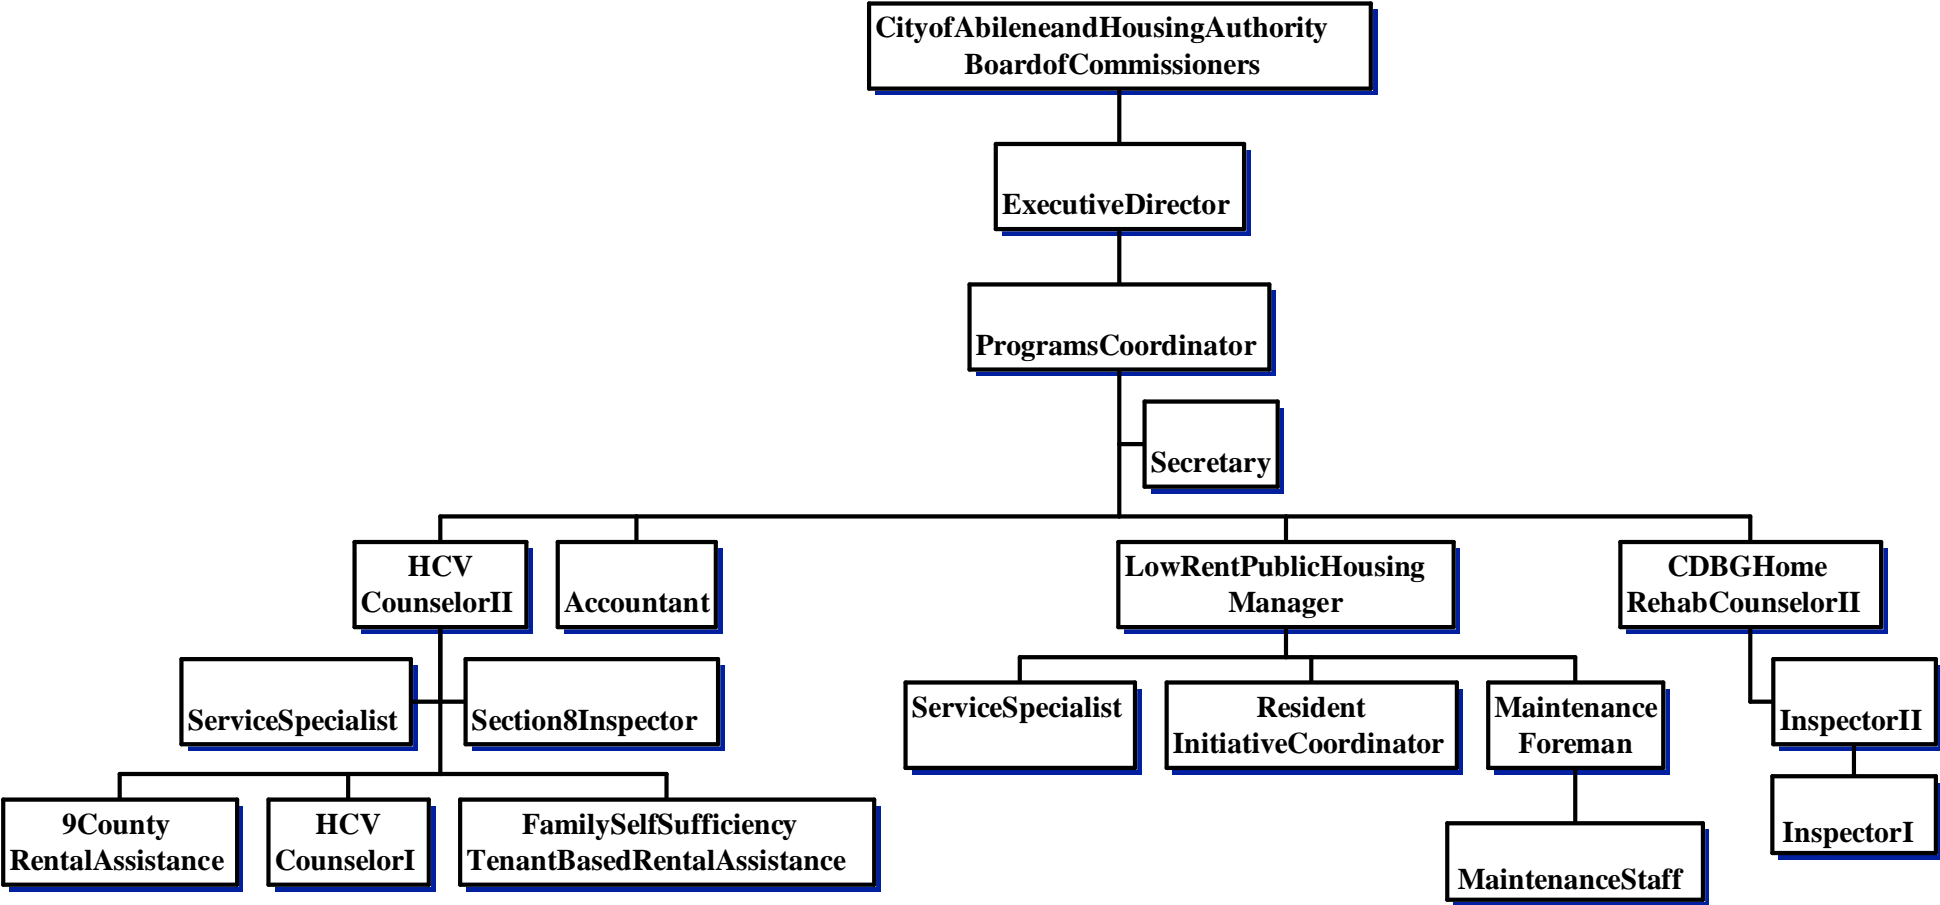 CityofAbileneandHousingAuthority
BoardofCommissioners
ExecutiveDirector
ProgramsCoordinator
Secretary
HCV
CounselorII
Accountant
LowRentPublicHousing
Manager
CDBGHome
RehabCounselorII
ServiceSpecialist
Section8Inspector
ServiceSpecialist
Resident
InitiativeCoordinator
Maintenance
Foreman
InspectorII
9County
RentalAssistance
HCV
CounselorI
FamilySelfSufficiency
TenantBasedRentalAssistance
MaintenanceStaff
InspectorI